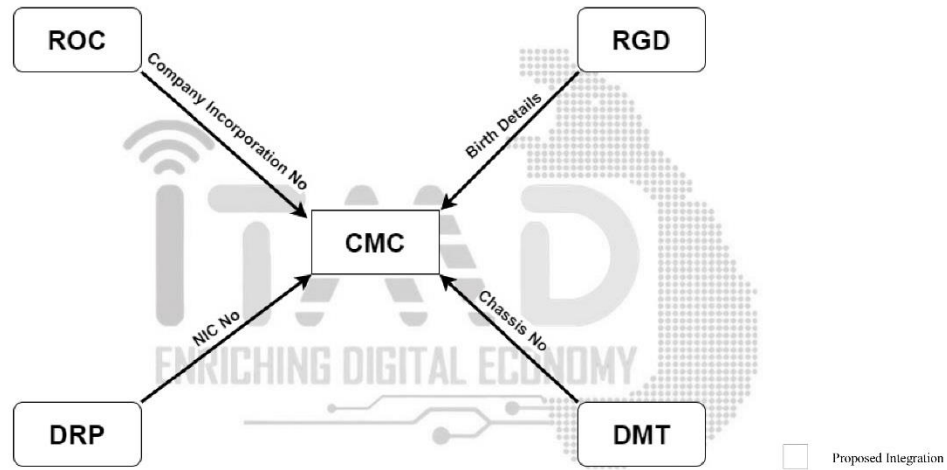 ROC
RGD
Company Incorporation No
Birth Details
ITMD
CMC
NIC No
Chassis No
ENRICHING DIGITAL ECONOMY
DRP
DMT
Proposed Integration